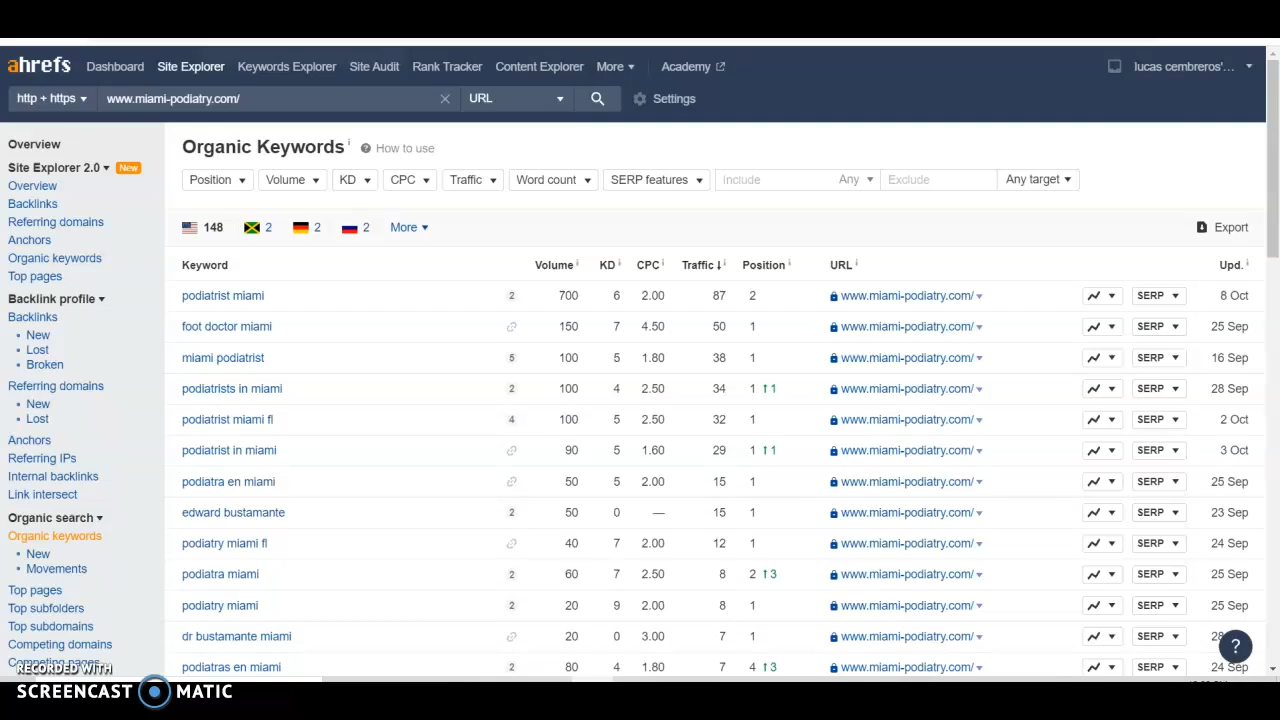 ahrefs Dashboard Site Explorer Keywords Explorer Site Audit Rank Tracker Content Explorer More Academy lucas cembreros'...
http + https www.miami-podiatry.com/ URL Settings
Overview
Site Explorer 2.0 New
Overview
Backlinks
Referring domains
Anchors
Organic keywords
Top pages
Backlink profile
Backlinks
• New
• Lost
• Broken
Referring domains
• New
• Lost
Anchors
Referring IPs
Internal backlinks
Link intersect
Organic search
Organic keywords
• New
• Movements
Top pages
Top subfolders
Top subdomains
Competing domains
Competing pages
Organic Keywords i ? How to use
Position Volume KD CPC Traffic Word count SERP features Include Any Exclude Any target
148 2 2 2 More Export
Keyword Volume i KD i CPC i Traffic ↓ i Position i URL i Upd. i
podiatrist miami 2 700 6 2.00 87 2 www.miami-podiatry.com/ SERP 8 Oct
foot doctor miami 150 7 4.50 50 1 www.miami-podiatry.com/ SERP 25 Sep
miami podiatrist 5 100 5 1.80 38 1 www.miami-podiatry.com/ SERP 16 Sep
podiatrists in miami 2 100 4 2.50 34 1 ↑1 www.miami-podiatry.com/ SERP 28 Sep
podiatrist miami fl 4 100 5 2.50 32 1 www.miami-podiatry.com/ SERP 2 Oct
podiatrist in miami 90 5 1.60 29 1 ↑1 www.miami-podiatry.com/ SERP 3 Oct
podiatra en miami 50 5 2.00 15 1 www.miami-podiatry.com/ SERP 25 Sep
edward bustamante 2 50 0 — 15 1 www.miami-podiatry.com/ SERP 23 Sep
podiatry miami fl 40 7 2.00 12 1 www.miami-podiatry.com/ SERP 24 Sep
podiatra miami 2 60 7 2.50 8 2 ↑3 www.miami-podiatry.com/ SERP 25 Sep
podiatry miami 2 20 9 2.00 8 1 www.miami-podiatry.com/ SERP 25 Sep
dr bustamante miami 20 0 3.00 7 1 www.miami-podiatry.com/ SERP
podiatras en miami 2 80 4 1.80 7 4 ↑3 www.miami-podiatry.com/ SERP 24 Sep
?
RECORDED WITH
SCREENCAST MATIC